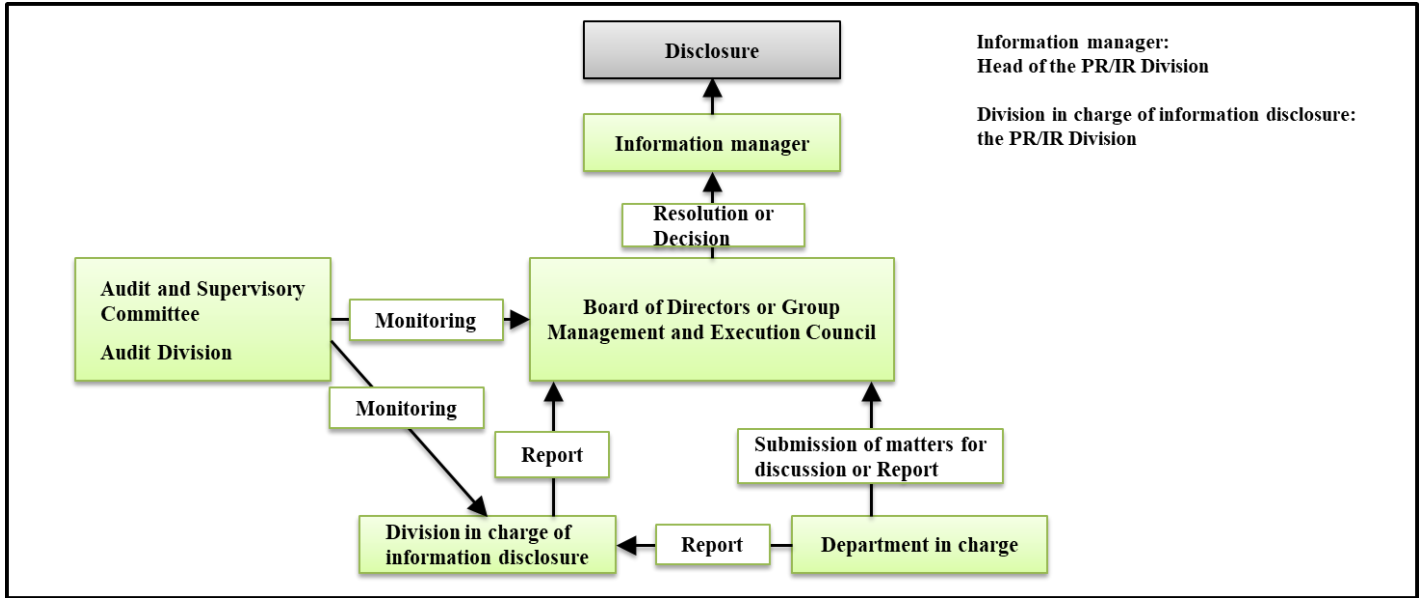 Disclosure
Information manager:
Head of the PR/IR Division
Division in charge of information disclosure:
the PR/IR Division
Information manager
Resolution or
Decision
Audit and Supervisory
Committee
Audit Division
Monitoring
Board of Directors or Group
Management and Execution Council
Monitoring
Report
Submission of matters for
discussion or Report
Division in charge of
information disclosure
Report
Department in charge